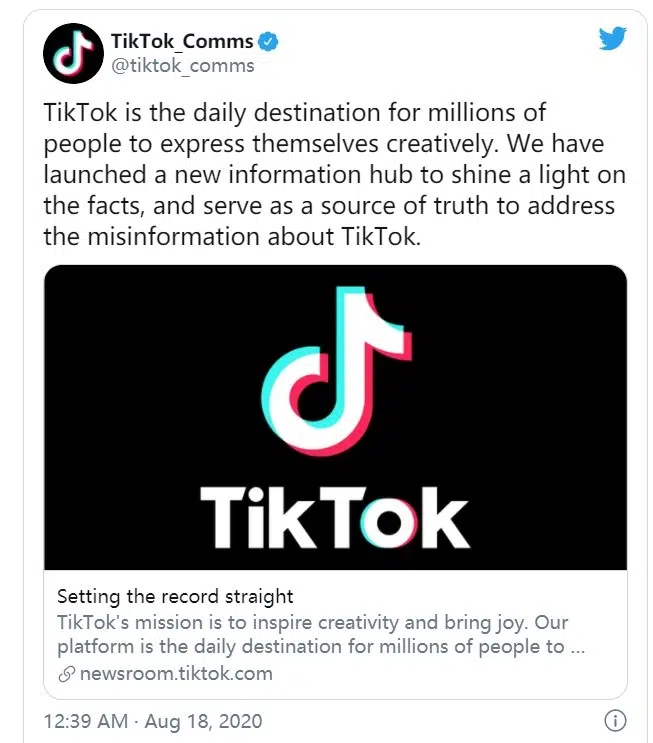 TikTok_Comms
@tiktok_comms
TikTok is the daily destination for millions of
people to express themselves creatively. We have
launched a new information hub to shine a light on
the facts, and serve as a source of truth to address
the misinformation about TikTok.
TikTok
Setting the record straight
TikTok's mission is to inspire creativity and bring joy. Our
platform is the daily destination for millions of people to ...
newsroom.tiktok.com
12:39 AM · Aug 18, 2020